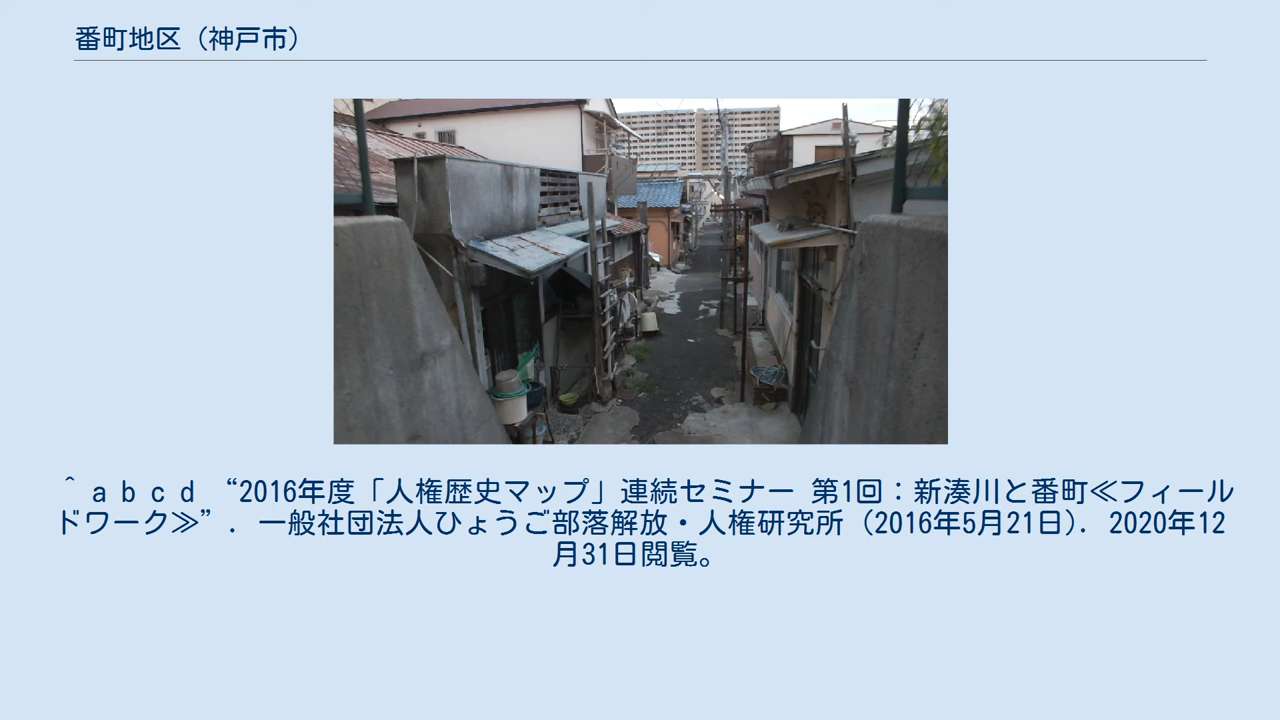 番町地区（神戸市）
^ a b c d “2016年度「人権歴史マップ」連続セミナー 第1回：新湊川と番町≪フィール
ドワーク≫”. 一般社団法人ひょうご部落解放・人権研究所（2016年5月21日）. 2020年12
月31日閲覧。